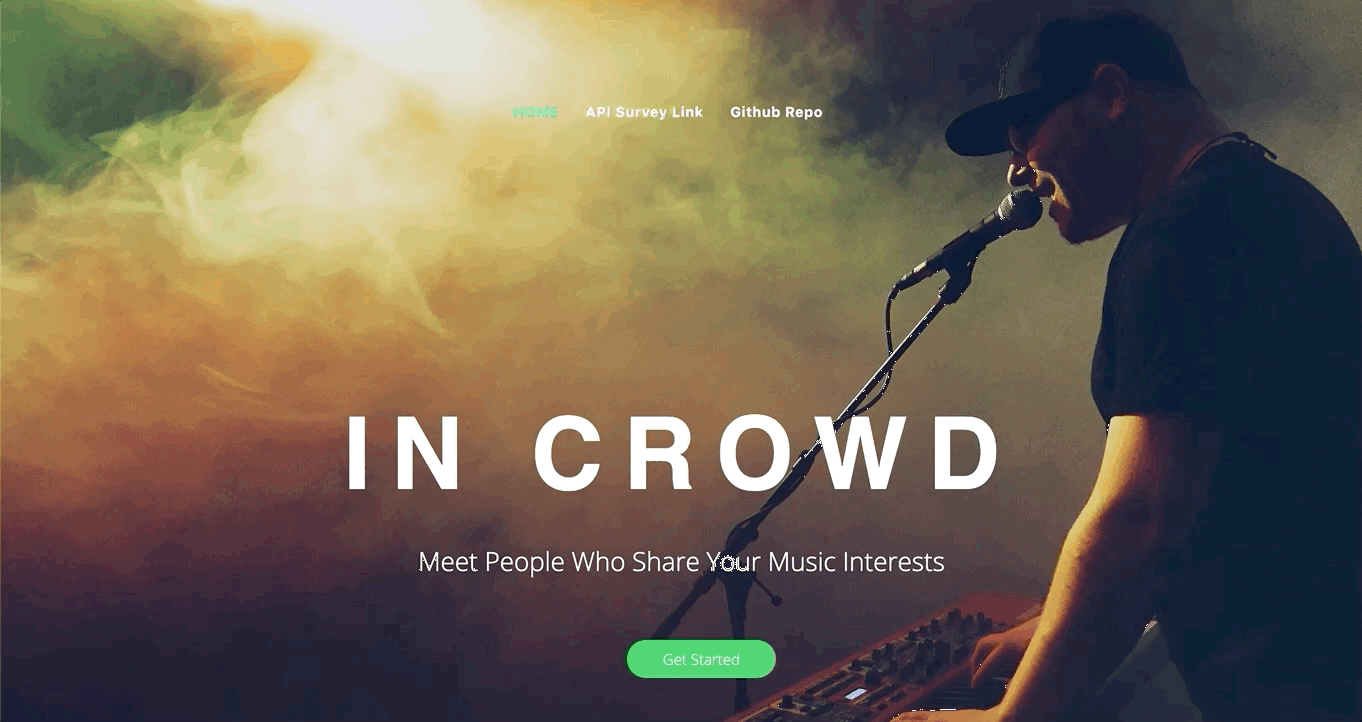 HOME API Survey Link Github Repo
IN CROWD
Meet People Who Share Your Music Interests
Get Started